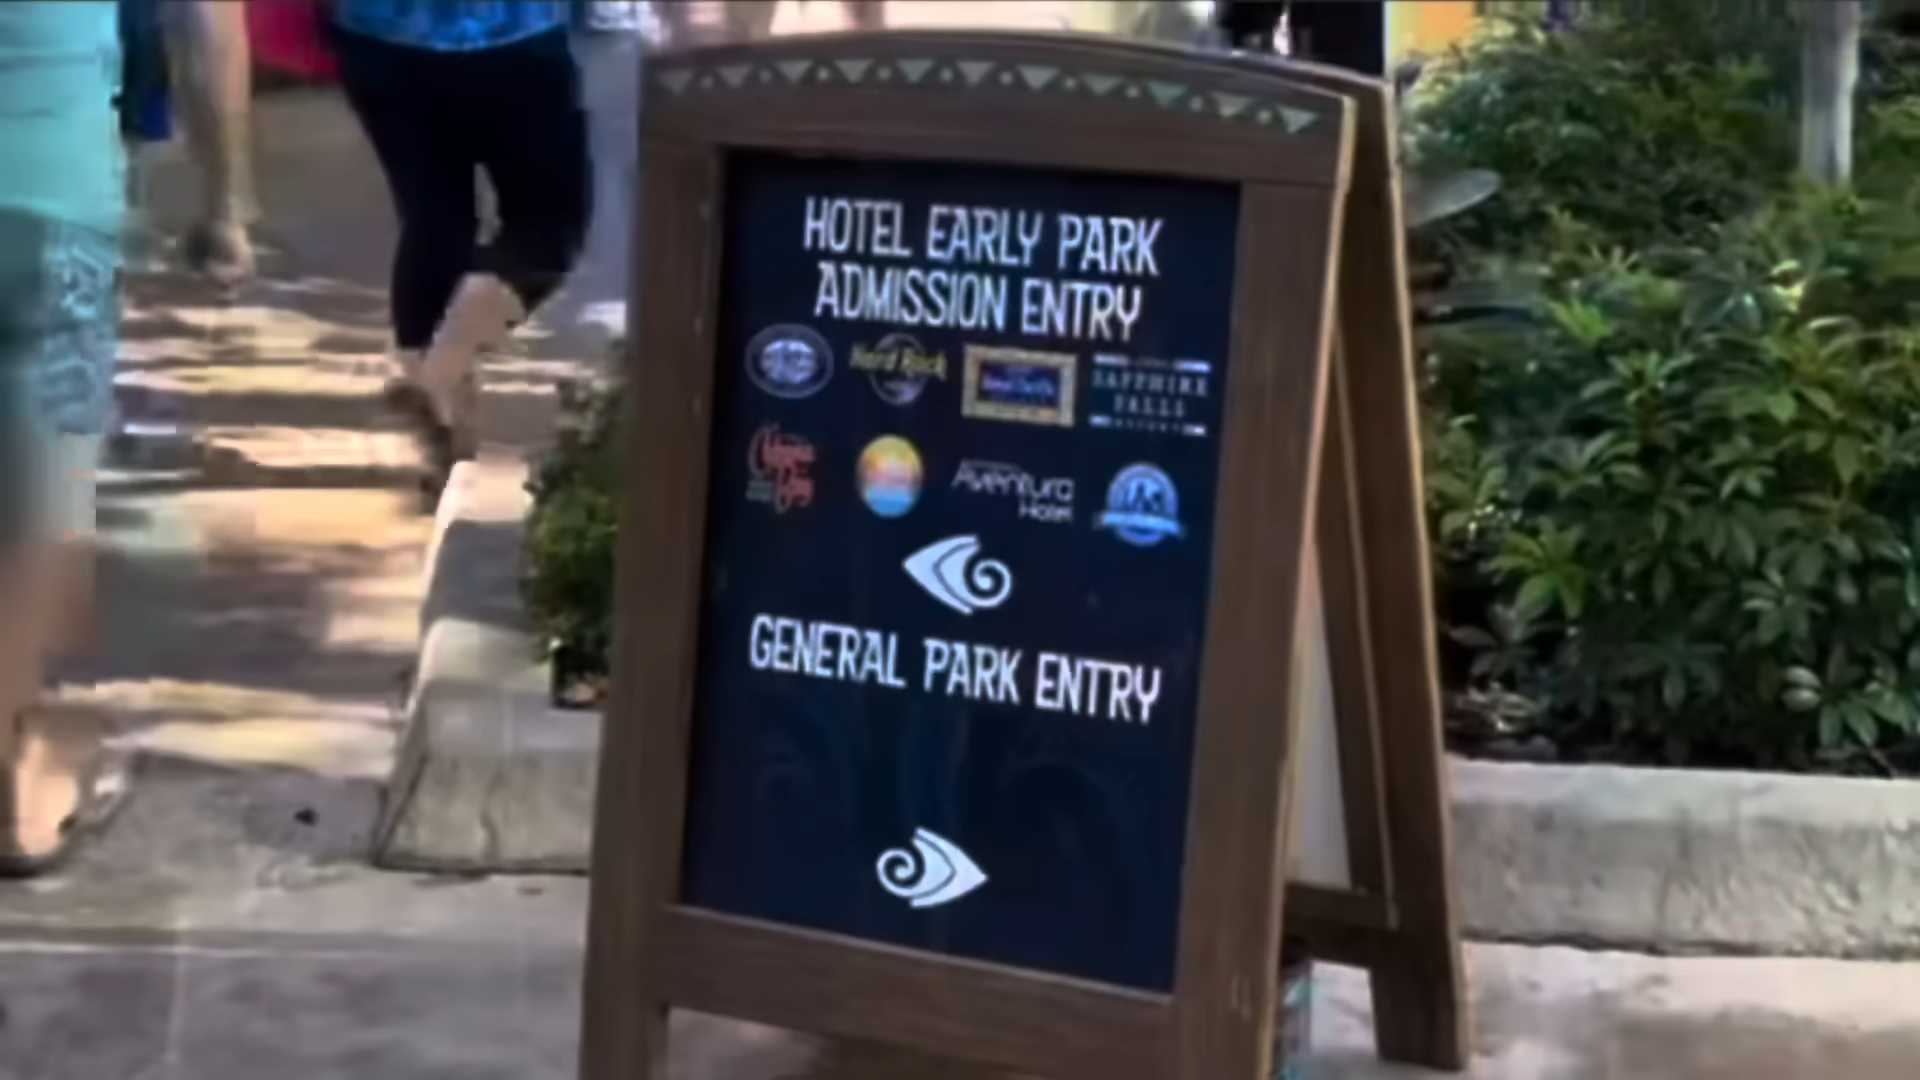 HOTEL EARLY PARK
ADMISSION ENTRY
Hard Rock
SAPPHIRE
FALLS
Aventura
Hotel
GENERAL PARK ENTRY